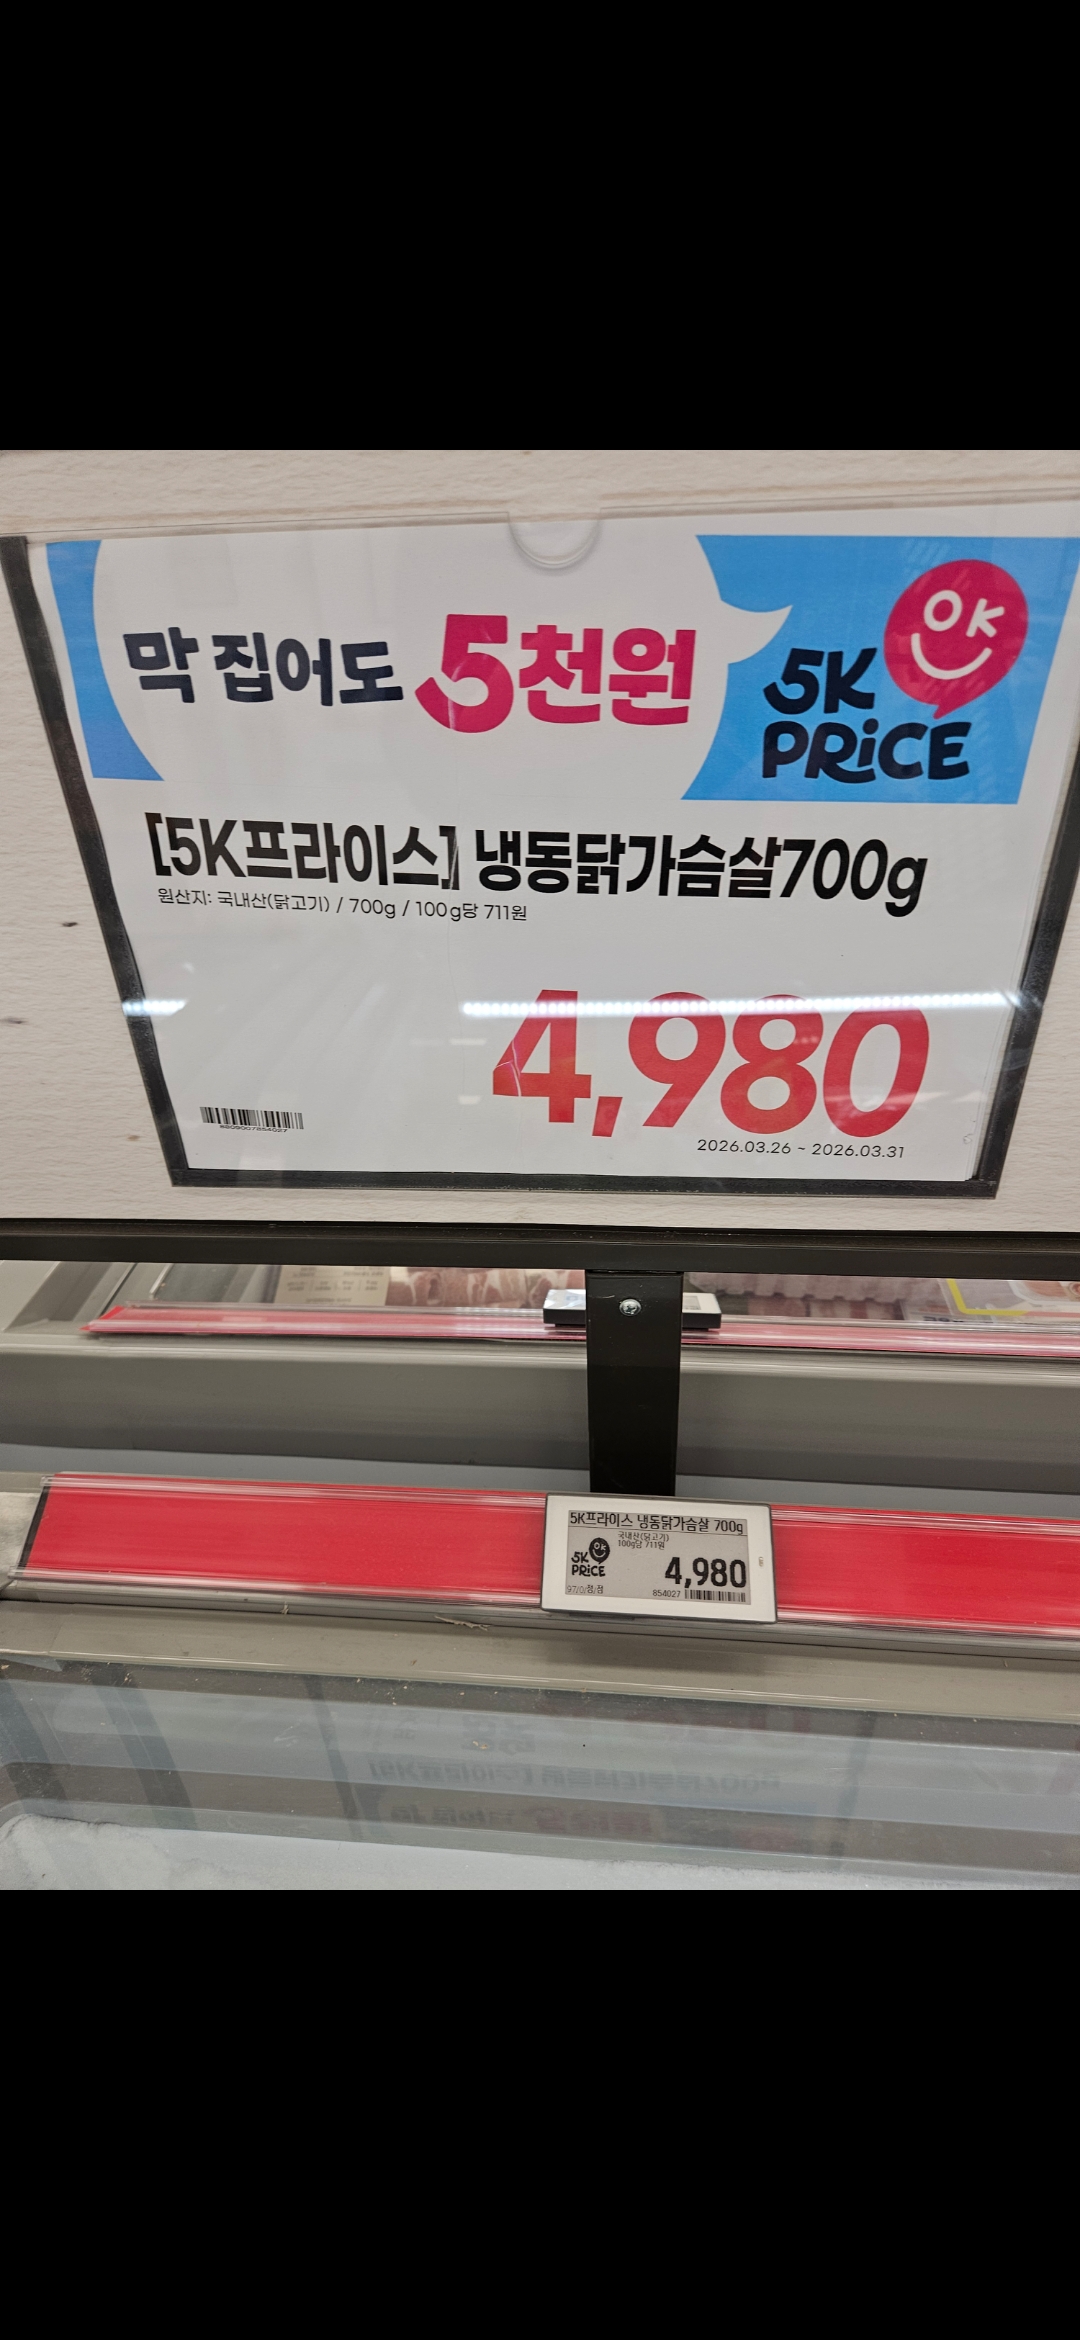 막 집어도 5천원
OK
5K
PRiCE
[5K프라이스] 냉동닭가슴살700g
원산지: 국내산(닭고기) / 700g / 100g당 711원
4,980
2026.03.26 ~ 2026.03.31
5K프라이스 냉동닭가슴살 700g
국내산(닭고기)
100g당 711원
OK
5K
PRiCE
4,980
854027